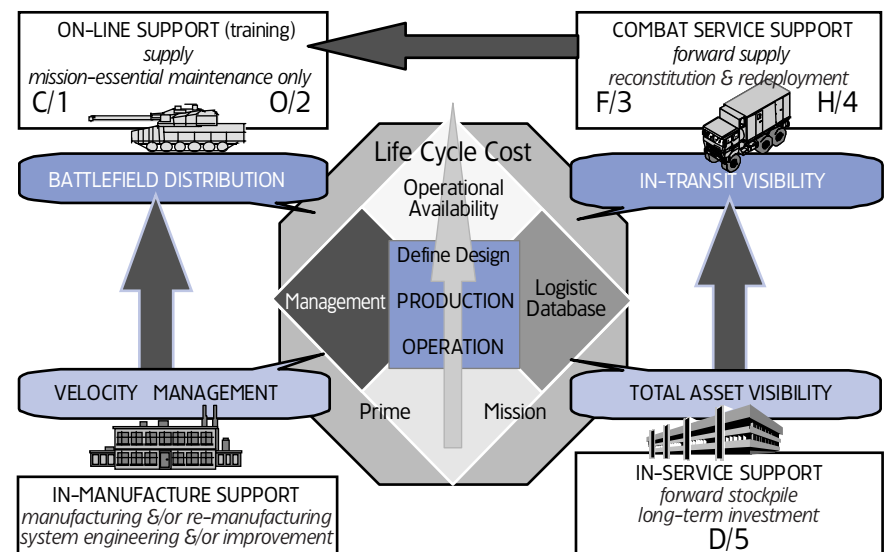 ON-LINE SUPPORT (training)
supply
mission-essential maintenance only
C/1 O/2
COMBAT SERVICE SUPPORT
forward supply
reconstitution & redeployment
F/3 H/4
BATTLEFIELD DISTRIBUTION
IN-TRANSIT VISIBILITY
Life Cycle Cost
Operational
Availability
Define Design
Management
PRODUCTION
Logistic
Database
OPERATION
Prime
Mission
VELOCITY MANAGEMENT
TOTAL ASSET VISIBILITY
IN-MANUFACTURE SUPPORT
manufacturing &/or re-manufacturing
system engineering &/or improvement
IN-SERVICE SUPPORT
forward stockpile
long-term investment
D/5